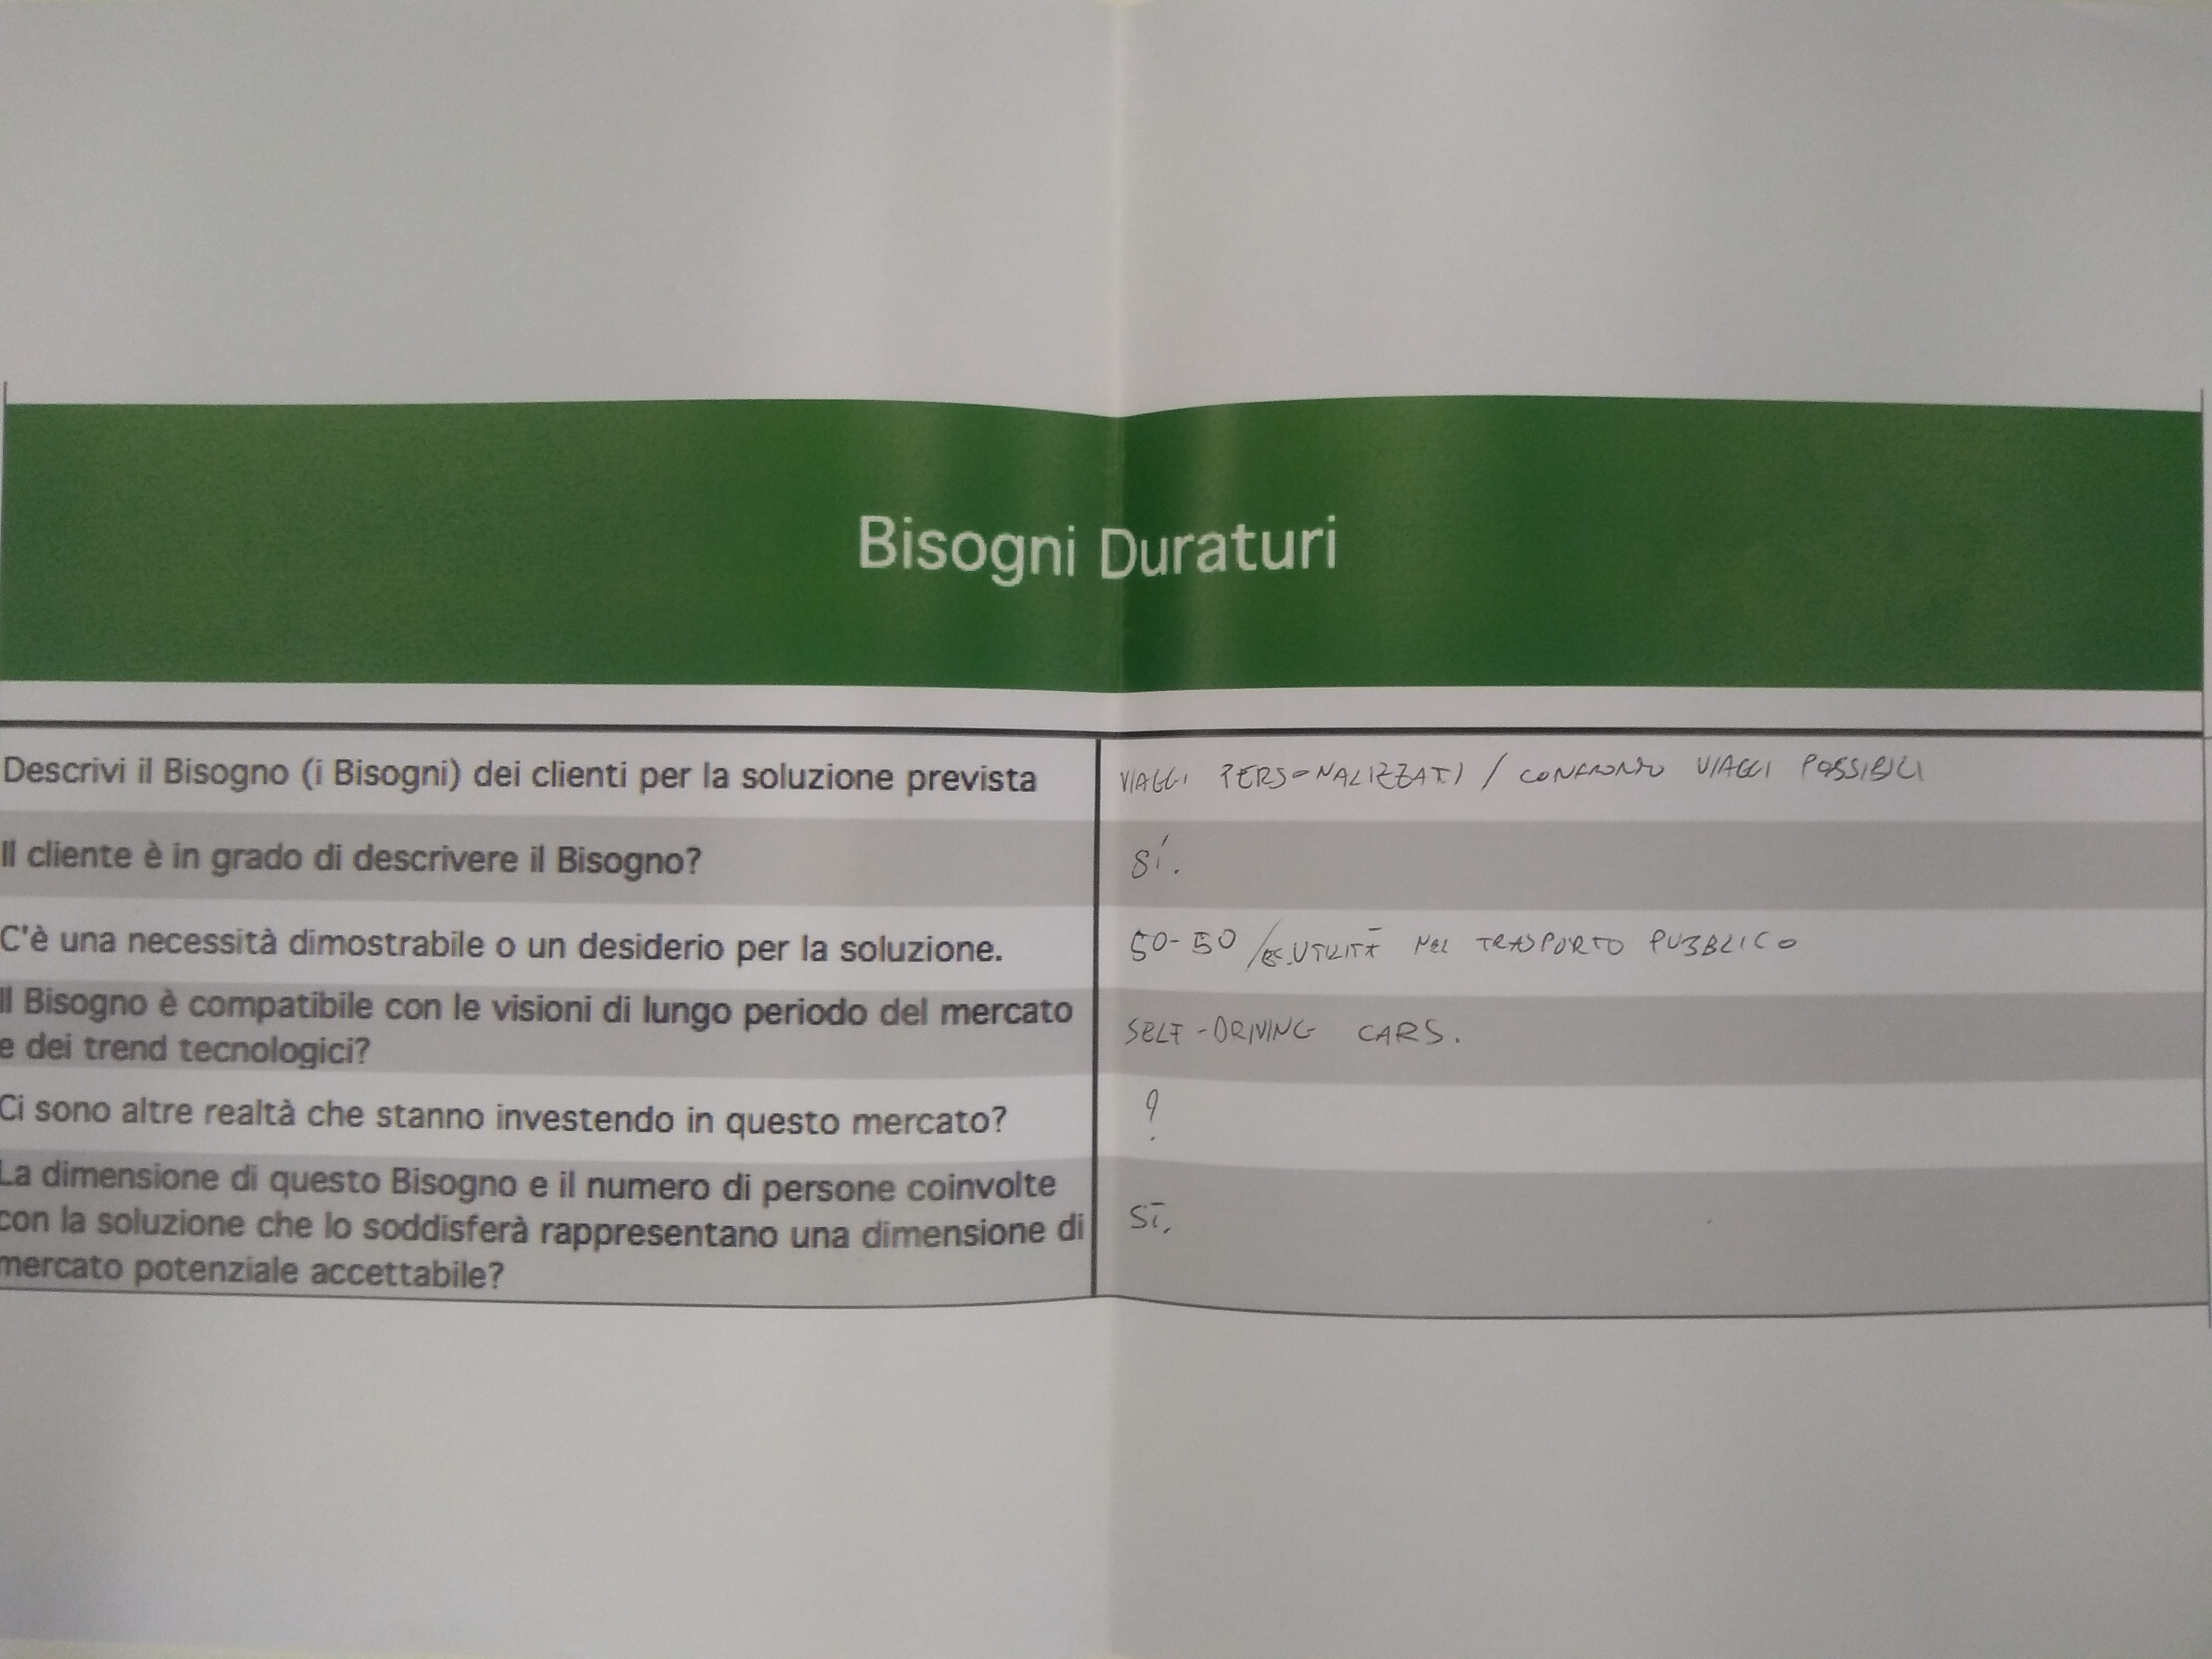 Bisogni Duraturi
Descrivi il Bisogno (i Bisogni) dei clienti per la soluzione prevista
VIAGGI PERSONALIZZATI / CONFRONTO VIAGGI POSSIBILI
Il cliente è in grado di descrivere il Bisogno?
SÍ.
C'è una necessità dimostrabile o un desiderio per la soluzione.
50-50 / ES. UTILITÀ NEL TRASPORTO PUBBLICO
Il Bisogno è compatibile con le visioni di lungo periodo del mercato
e dei trend tecnologici?
SELF-DRIVING CARS.
Ci sono altre realtà che stanno investendo in questo mercato?
?
La dimensione di questo Bisogno e il numero di persone coinvolte
con la soluzione che lo soddisferà rappresentano una dimensione di
mercato potenziale accettabile?
SÌ.